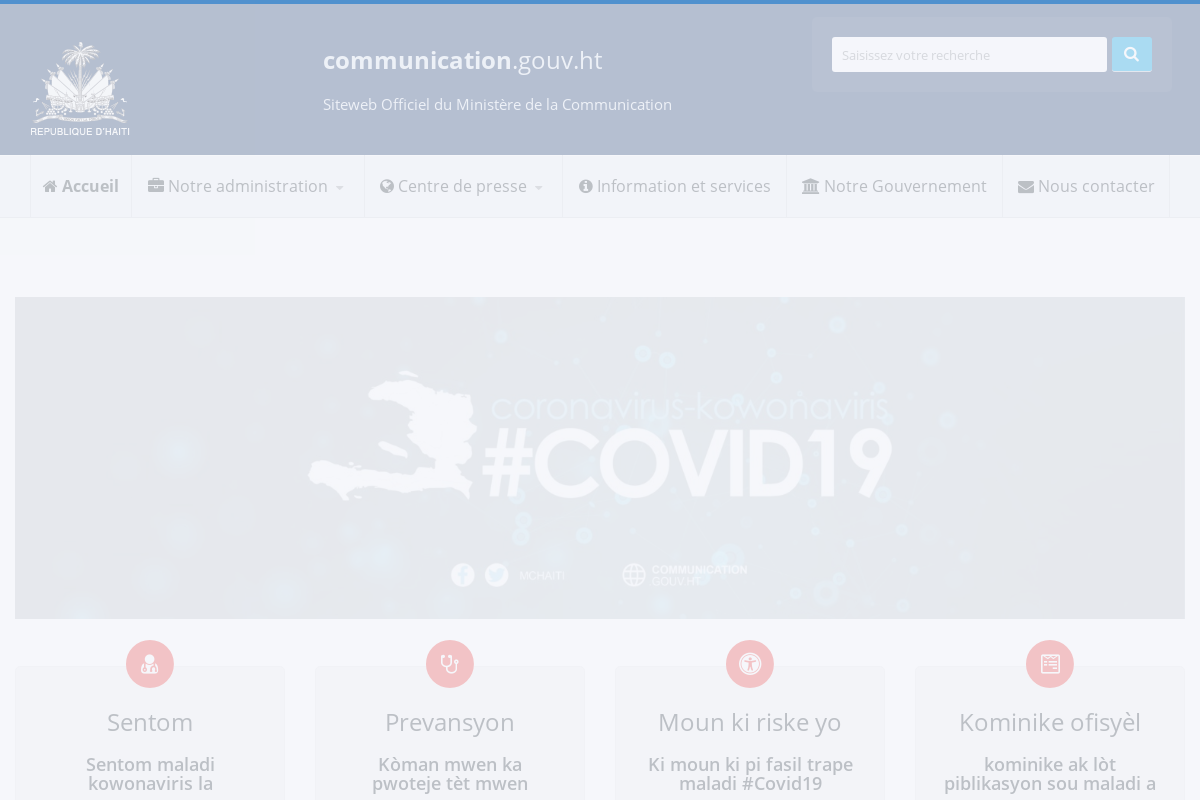 REPUBLIQUE D'HAITI
communication.gouv.ht
Siteweb Officiel du Ministère de la Communication
Saisissez votre recherche
Accueil
Notre administration
Centre de presse
Information et services
Notre Gouvernement
Nous contacter
coronavirus-kowonaviris
#COVID19
MCHAITI
COMMUNICATION
GOUV.HT
Sentom
Sentom maladi
kowonaviris la
Prevansyon
Kòman mwen ka
pwoteje tèt mwen
Moun ki riske yo
Ki moun ki pi fasil trape
maladi #Covid19
Kominike ofisyèl
kominike ak lòt
piblikasyon sou maladi a